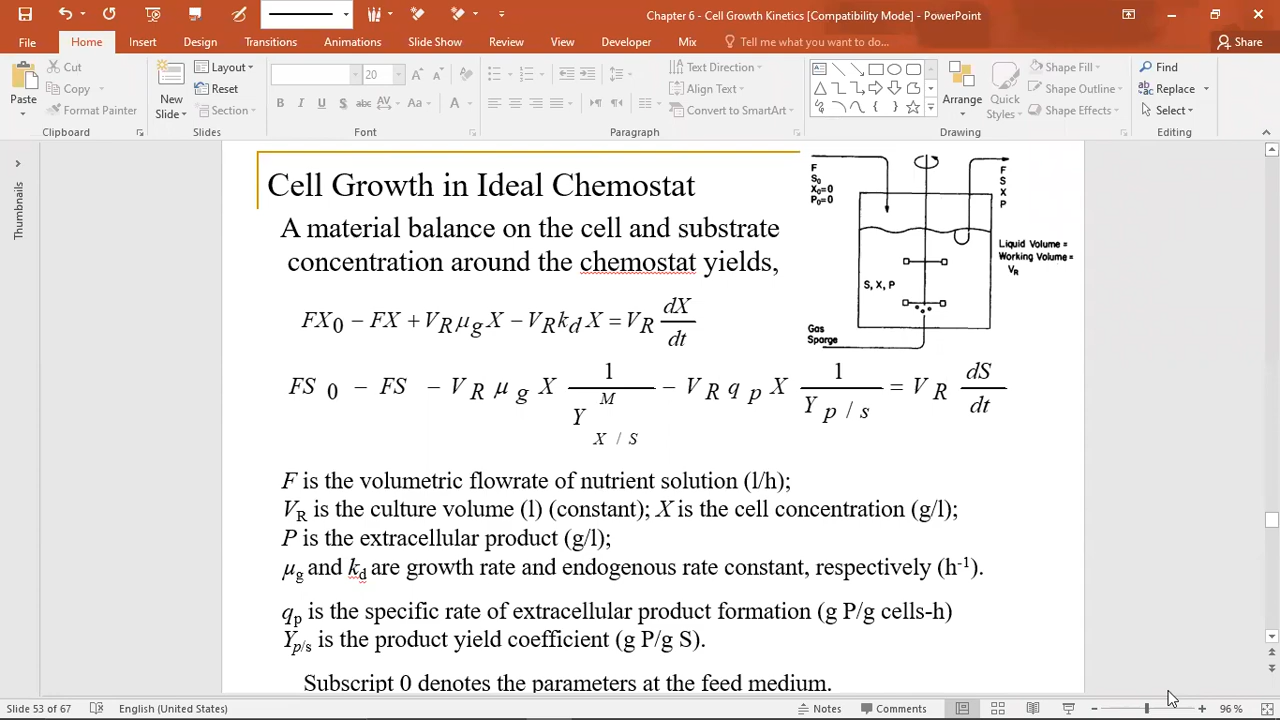 Chapter 6 - Cell Growth Kinetics [Compatibility Mode] - PowerPoint
File Home Insert Design Transitions Animations Slide Show Review View Developer Mix Tell me what you want to do... Share
Paste Cut Copy Format Painter
Clipboard
New Slide Layout Reset Section
Slides
20
B I U S abc AV Aa A
Font
Text Direction Align Text Convert to SmartArt
Paragraph
Arrange Quick Styles Shape Fill Shape Outline Shape Effects
Drawing
Find Replace Select
Editing
Thumbnails
Cell Growth in Ideal Chemostat
A material balance on the cell and substrate
concentration around the chemostat yields,
FX0 − FX + VRμgX − VRkdX = VR dX/dt
FS0 − FS − VRμgX 1/Y^M X/S − VRqpX 1/Yp/s = VR dS/dt
F
S0
X0=0
P0=0
F
S
X
P
Liquid Volume =
Working Volume =
VR
S, X, P
Gas
Sparge
F is the volumetric flowrate of nutrient solution (l/h);
VR is the culture volume (l) (constant); X is the cell concentration (g/l);
P is the extracellular product (g/l);
μg and kd are growth rate and endogenous rate constant, respectively (h-1).
qp is the specific rate of extracellular product formation (g P/g cells-h)
Yp/s is the product yield coefficient (g P/g S).
Subscript 0 denotes the parameters at the feed medium.
Slide 53 of 67 English (United States) Notes Comments 96 %